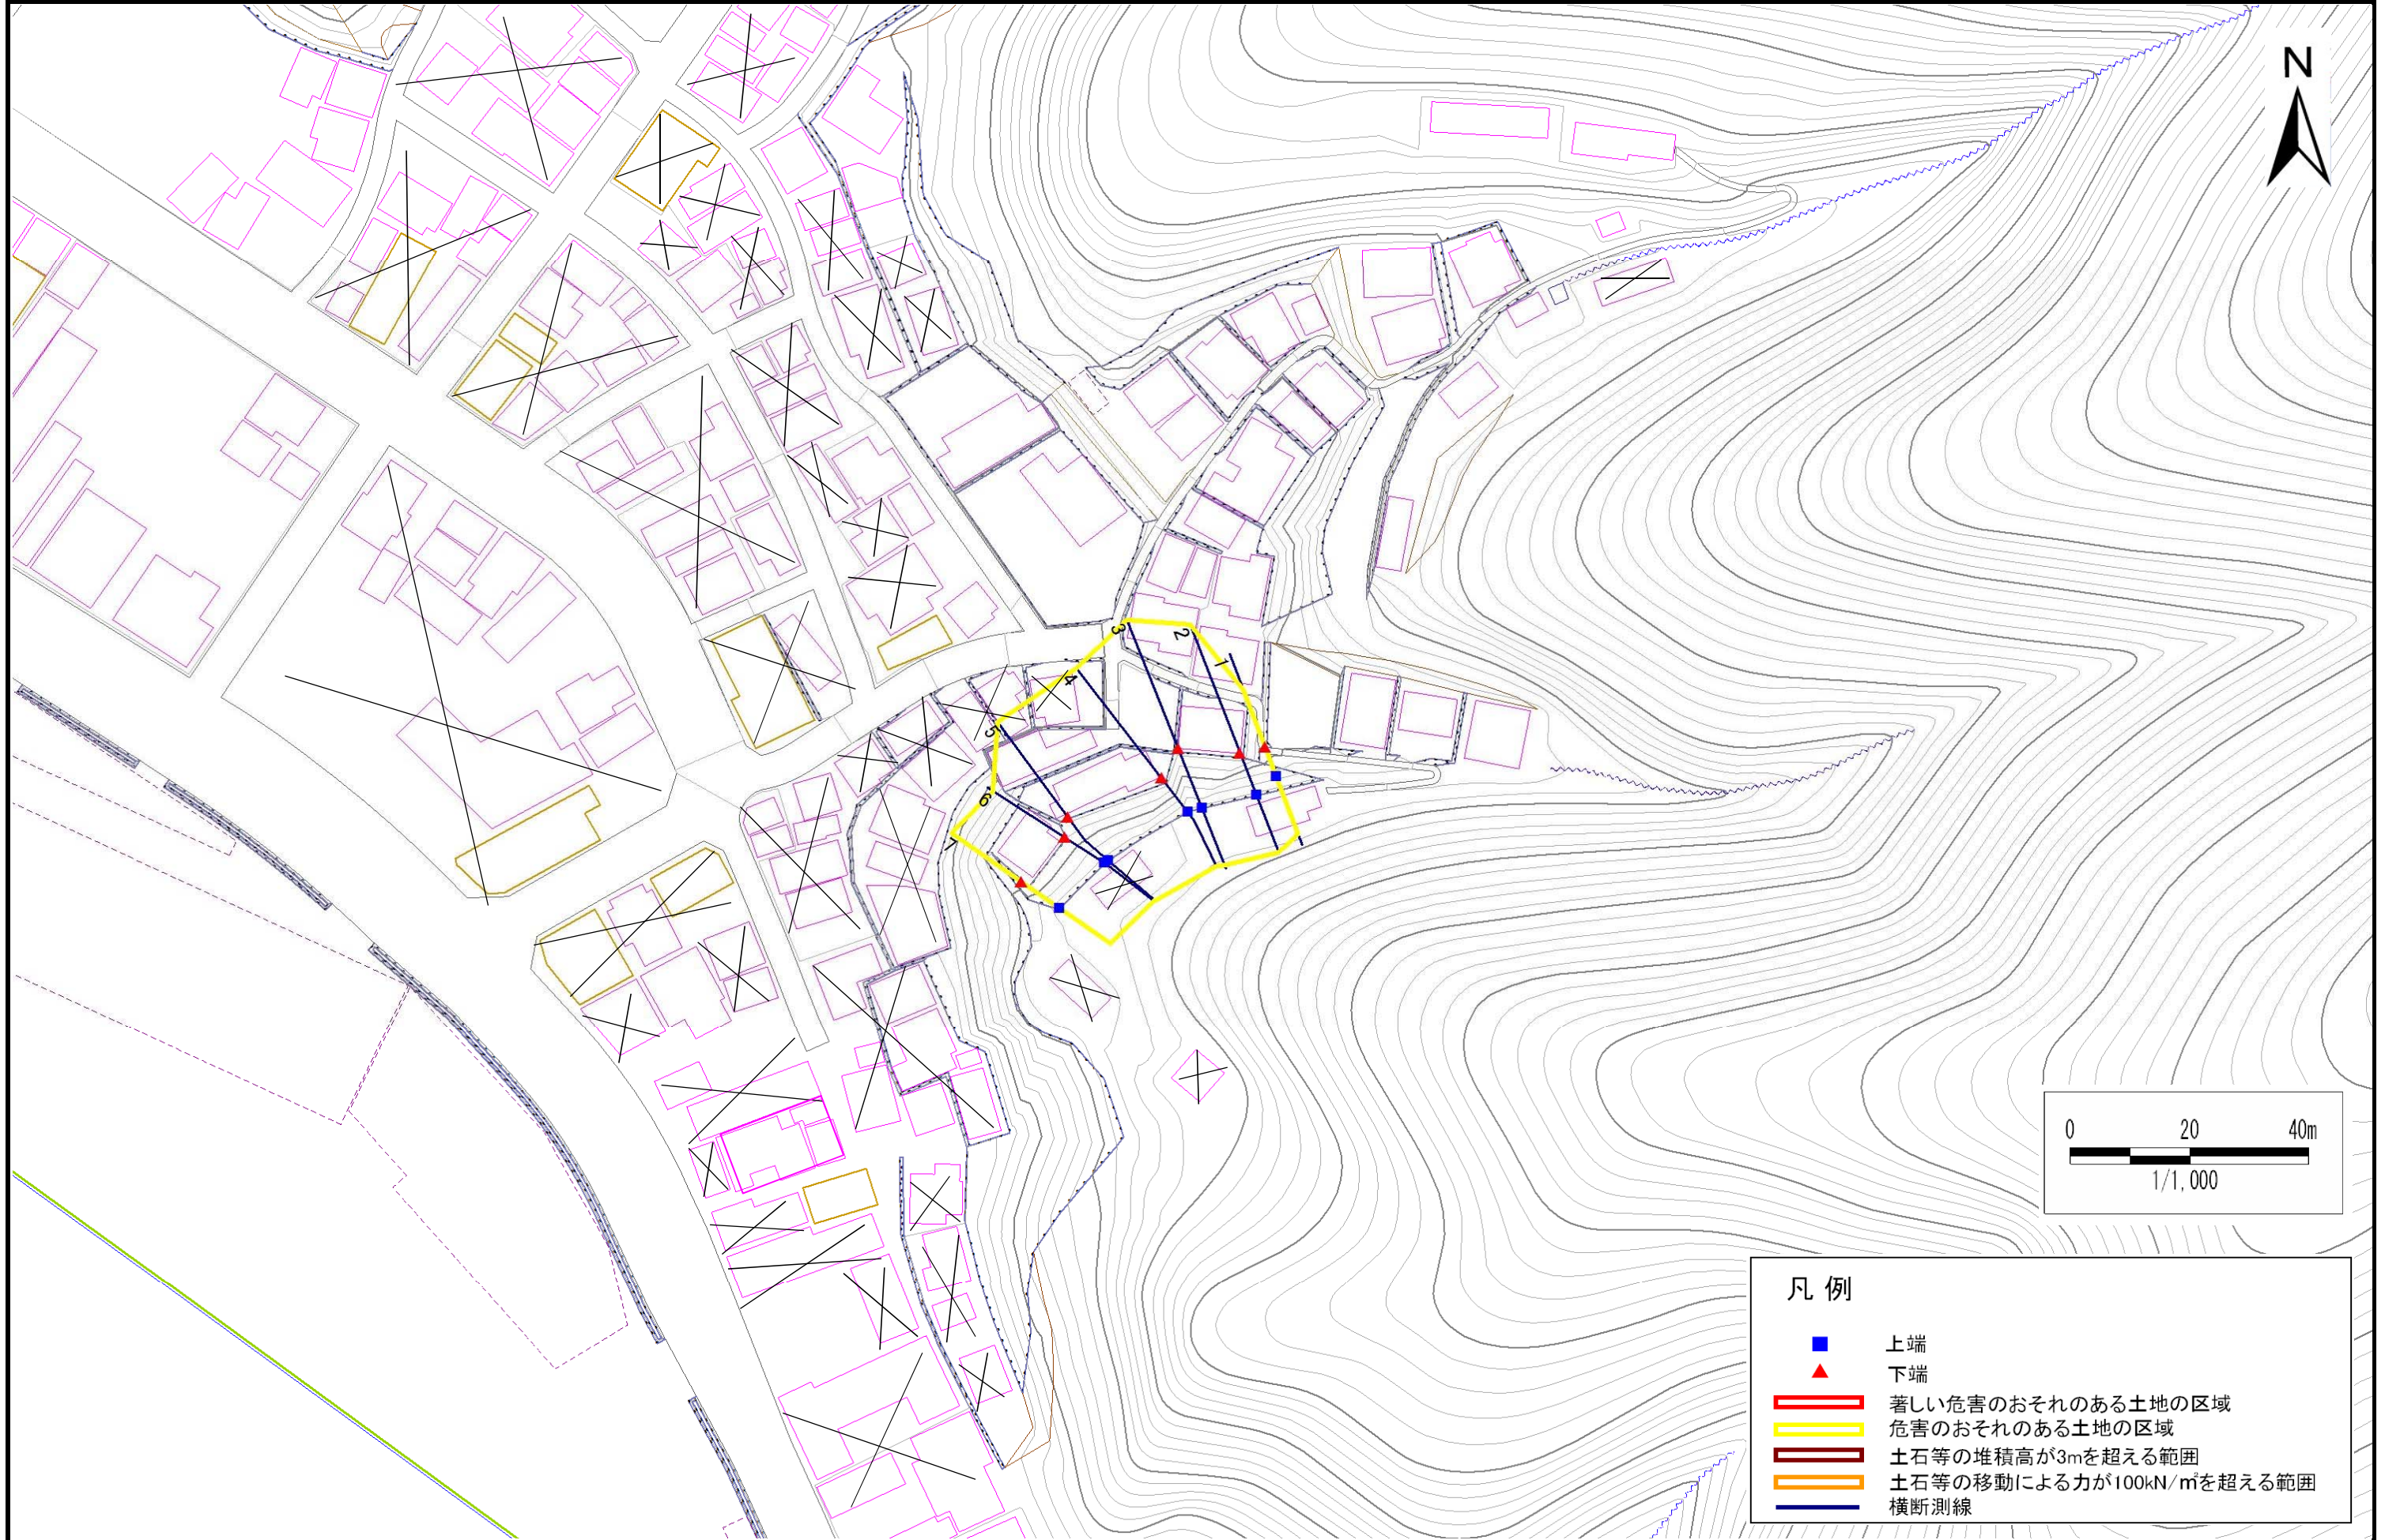 N
3
2
1
4
5
6
7
0 20 40m
1/1,000
凡 例
上端
下端
著しい危害のおそれのある土地の区域
危害のおそれのある土地の区域
土石等の堆積高が3mを超える範囲
土石等の移動による力が100kN/㎡を超える範囲
横断測線